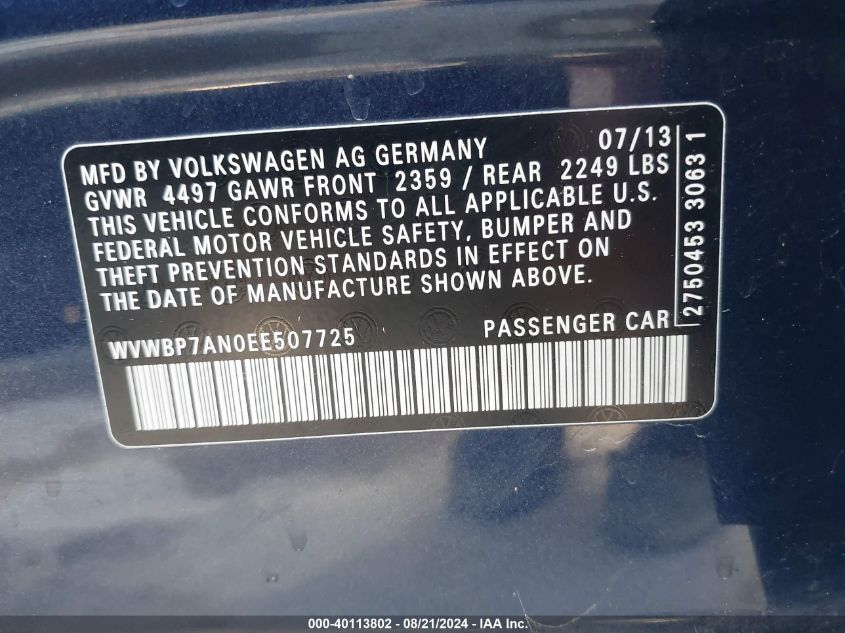 MFD BY VOLKSWAGEN AG GERMANY 07/13
GVWR 4497 GAWR FRONT 2359 / REAR 2249 LBS
THIS VEHICLE CONFORMS TO ALL APPLICABLE U.S.
FEDERAL MOTOR VEHICLE SAFETY, BUMPER AND
THEFT PREVENTION STANDARDS IN EFFECT ON
THE DATE OF MANUFACTURE SHOWN ABOVE.
WVWBP7AN0EE507725 PASSENGER CAR
2750453 3063 1
000-40113802 - 08/21/2024 - IAA Inc.